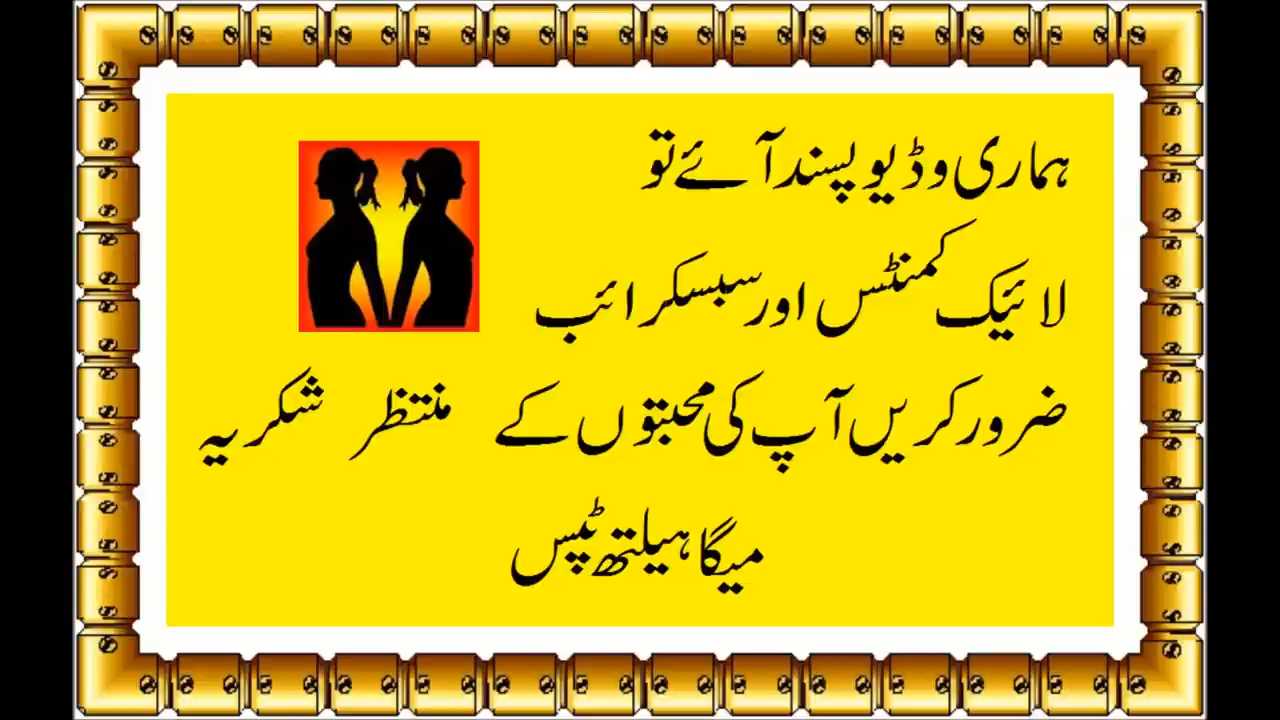 ہماری وڈیو پسند آئے تو
لائیک کمنٹس اور سبسکرائب
ضرور کریں آپ کی محبتوں کے منتظر شکریہ
میگا ہیلتھ ٹپس